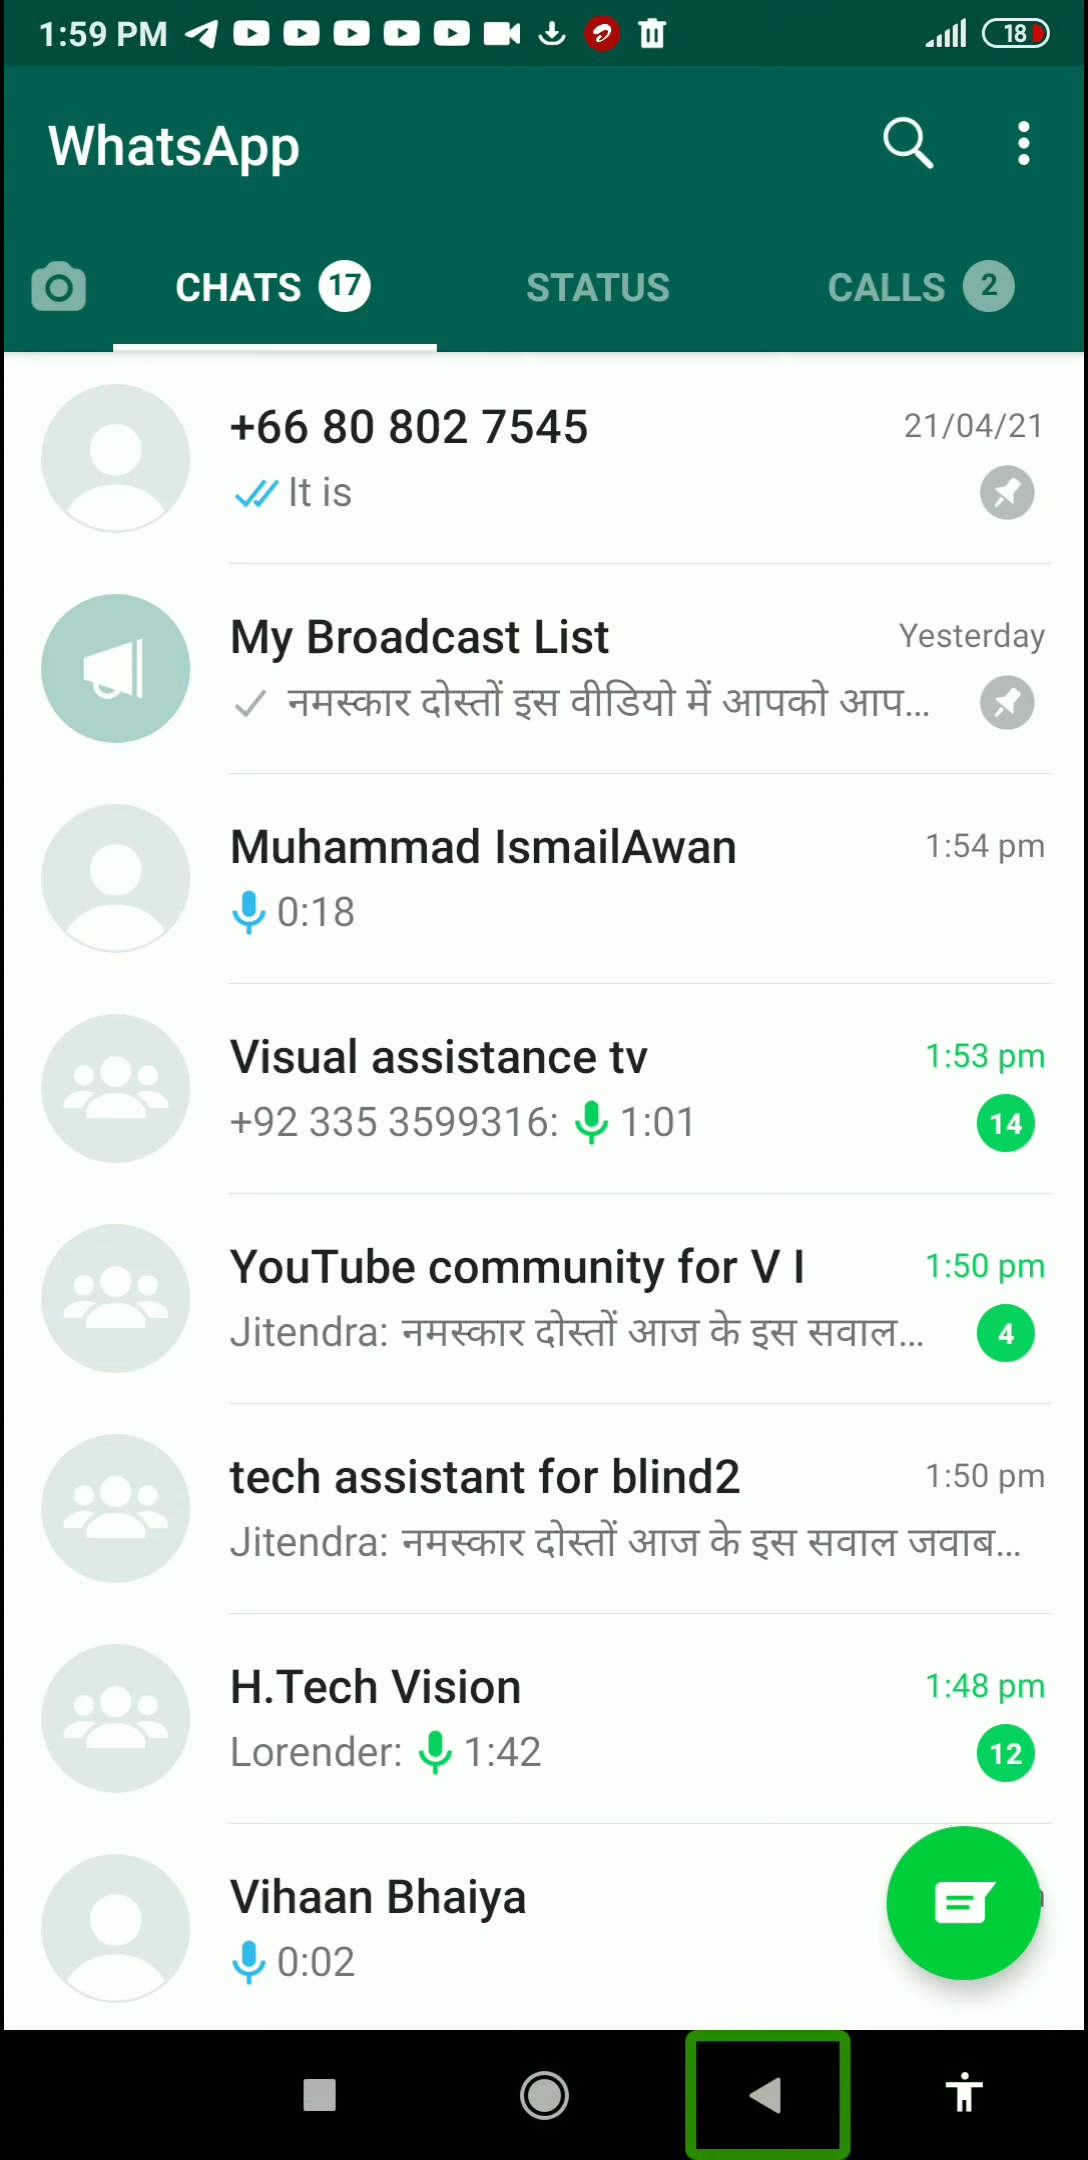 1:59 PM 18
WhatsApp
CHATS 17 STATUS CALLS 2
+66 80 802 7545 21/04/21
It is
My Broadcast List Yesterday
नमस्कार दोस्तों इस वीडियो में आपको आप...
Muhammad IsmailAwan 1:54 pm
0:18
Visual assistance tv 1:53 pm
+92 335 3599316: 1:01 14
YouTube community for V I 1:50 pm
Jitendra: नमस्कार दोस्तों आज के इस सवाल... 4
tech assistant for blind2 1:50 pm
Jitendra: नमस्कार दोस्तों आज के इस सवाल जवाब...
H.Tech Vision 1:48 pm
Lorender: 1:42 12
Vihaan Bhaiya
0:02